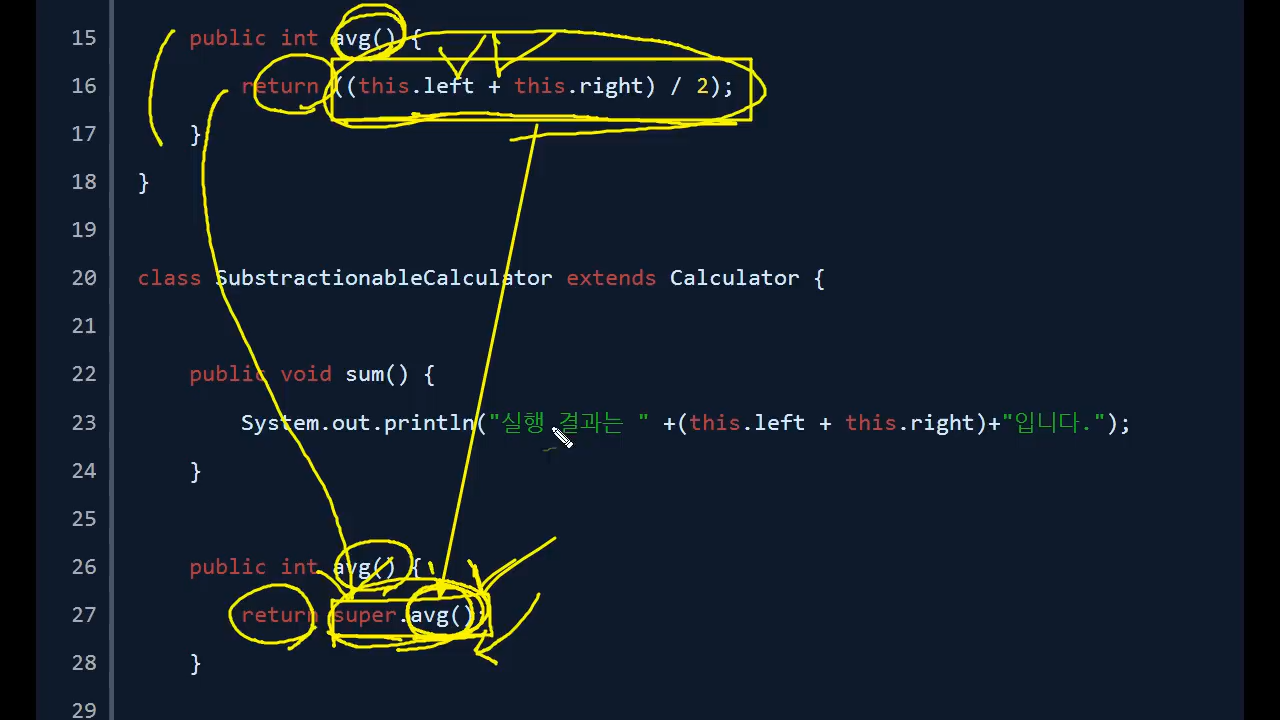 15 public int avg() {
16 return ((this.left + this.right) / 2);
17 }
18 }
19
20 class SubstractionableCalculator extends Calculator {
21
22 public void sum() {
23 System.out.println("실행 결과는 " +(this.left + this.right)+"입니다.");
24 }
25
26 public int avg() {
27 return super.avg();
28 }
29